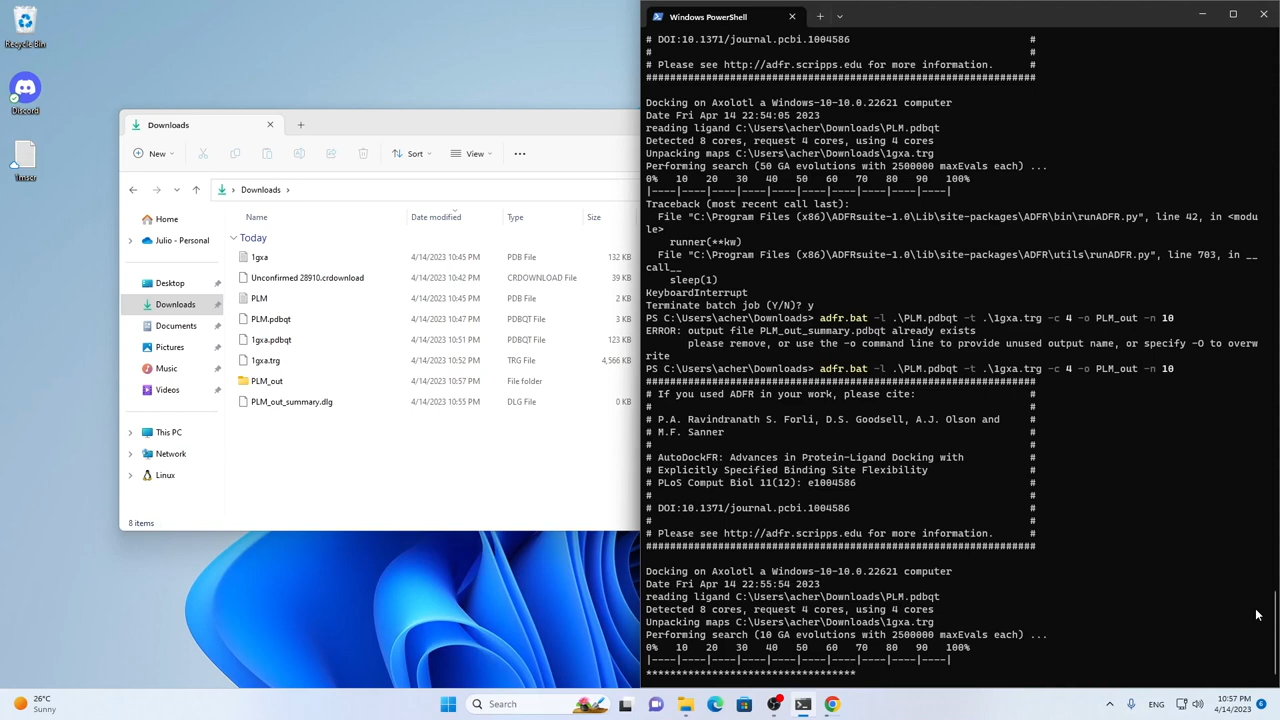 Recycle Bin
Discord
1mscr
Downloads
New
Sort
View
Downloads
Home
Julio - Personal
Desktop
Downloads
Documents
Pictures
Music
Videos
This PC
Network
Linux
Name
Date modified
Type
Size
Today
1gxa
4/14/2023 10:45 PM
PDB File
132 KB
Unconfirmed 28910.crdownload
4/14/2023 10:45 PM
CRDOWNLOAD File
39 KB
PLM
4/14/2023 10:45 PM
PDB File
2 KB
PLM.pdbqt
4/14/2023 10:47 PM
PDBQT File
3 KB
1gxa.pdbqt
4/14/2023 10:51 PM
PDBQT File
123 KB
1gxa.trg
4/14/2023 10:52 PM
TRG File
4,566 KB
PLM_out
4/14/2023 10:57 PM
File folder
PLM_out_summary.dlg
4/14/2023 10:55 PM
DLG File
0 KB
8 items
Windows PowerShell
# DOI:10.1371/journal.pcbi.1004586 #
# #
# Please see http://adfr.scripps.edu for more information. #
#################################################################
Docking on Axolotl a Windows-10-10.0.22621 computer
Date Fri Apr 14 22:54:05 2023
reading ligand C:\Users\acher\Downloads\PLM.pdbqt
Detected 8 cores, request 4 cores, using 4 cores
Unpacking maps C:\Users\acher\Downloads\1gxa.trg
Performing search (50 GA evolutions with 2500000 maxEvals each) ...
0% 10 20 30 40 50 60 70 80 90 100%
|----|----|----|----|----|----|----|----|----|----|
Traceback (most recent call last):
File "C:\Program Files (x86)\ADFRsuite-1.0\Lib\site-packages\ADFR\bin\runADFR.py", line 42, in <modu
le>
runner(**kw)
File "C:\Program Files (x86)\ADFRsuite-1.0\lib\site-packages\ADFR\utils\runADFR.py", line 703, in __
call__
sleep(1)
KeyboardInterrupt
Terminate batch job (Y/N)? y
PS C:\Users\acher\Downloads> adfr.bat -l .\PLM.pdbqt -t .\1gxa.trg -c 4 -o PLM_out -n 10
ERROR: output file PLM_out_summary.pdbqt already exists
please remove, or use the -o command line to provide unused output name, or specify -O to overw
rite
PS C:\Users\acher\Downloads> adfr.bat -l .\PLM.pdbqt -t .\1gxa.trg -c 4 -o PLM_out -n 10
#################################################################
# If you used ADFR in your work, please cite: #
# #
# P.A. Ravindranath S. Forli, D.S. Goodsell, A.J. Olson and #
# M.F. Sanner #
# #
# AutoDockFR: Advances in Protein-Ligand Docking with #
# Explicitly Specified Binding Site Flexibility #
# PLoS Comput Biol 11(12): e1004586 #
# #
# DOI:10.1371/journal.pcbi.1004586 #
# #
# Please see http://adfr.scripps.edu for more information. #
#################################################################
Docking on Axolotl a Windows-10-10.0.22621 computer
Date Fri Apr 14 22:55:54 2023
reading ligand C:\Users\acher\Downloads\PLM.pdbqt
Detected 8 cores, request 4 cores, using 4 cores
Unpacking maps C:\Users\acher\Downloads\1gxa.trg
Performing search (10 GA evolutions with 2500000 maxEvals each) ...
0% 10 20 30 40 50 60 70 80 90 100%
|----|----|----|----|----|----|----|----|----|----|
***********************************
26°C
Sunny
Search
ENG
10:57 PM
4/14/2023
6